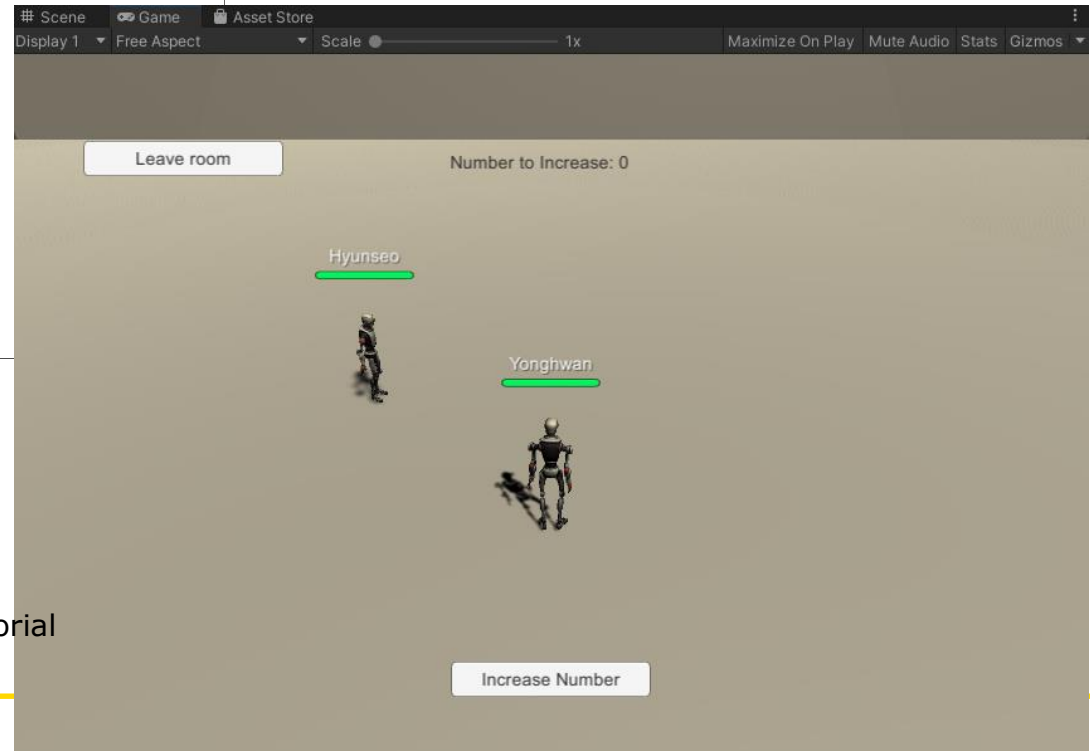 # Scene Game Asset Store
Display 1 Free Aspect Scale 1x Maximize On Play Mute Audio Stats Gizmos
Leave room
Number to Increase: 0
Hyunseo
Yonghwan
Increase Number